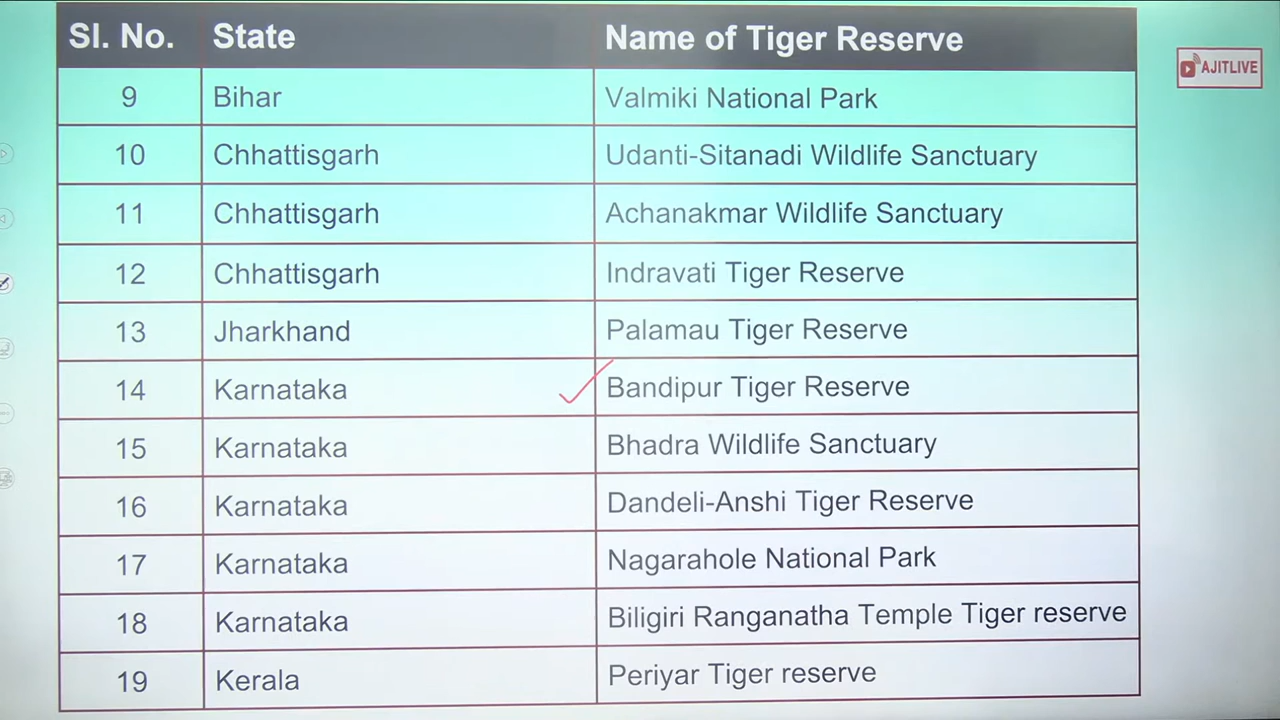 Sl. No. State Name of Tiger Reserve
AJITLIVE
9 Bihar Valmiki National Park
10 Chhattisgarh Udanti-Sitanadi Wildlife Sanctuary
11 Chhattisgarh Achanakmar Wildlife Sanctuary
12 Chhattisgarh Indravati Tiger Reserve
13 Jharkhand Palamau Tiger Reserve
14 Karnataka Bandipur Tiger Reserve
15 Karnataka Bhadra Wildlife Sanctuary
16 Karnataka Dandeli-Anshi Tiger Reserve
17 Karnataka Nagarahole National Park
18 Karnataka Biligiri Ranganatha Temple Tiger reserve
19 Kerala Periyar Tiger reserve